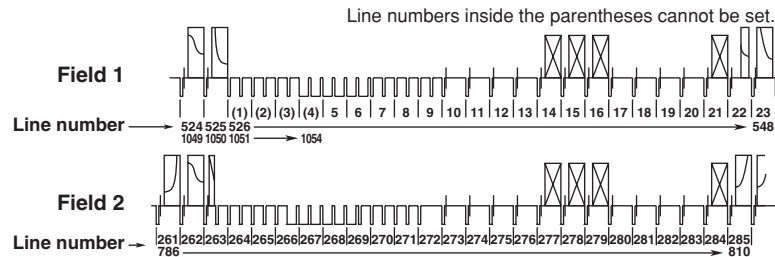 Line numbers inside the parentheses cannot be set.
Field 1
(1) (2) (3) (4) 5 6 7 8 9 10 11 12 13 14 15 16 17 18 19 20 21 22 23
Line number 524 525 526 548
1049 1050 1051 1054
Field 2
261 262 263 264 265 266 267 268 269 270 271 272 273 274 275 276 277 278 279 280 281 282 283 284 285
Line number 786 810